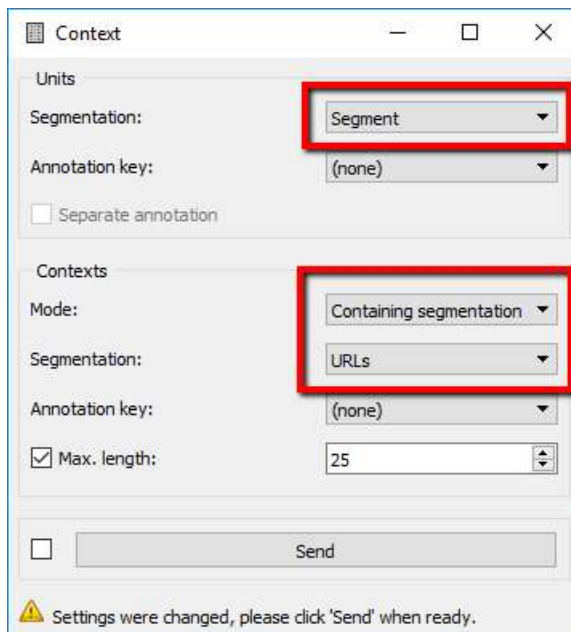 Context
Units
Segmentation: Segment
Annotation key: (none)
Separate annotation
Contexts
Mode: Containing segmentation
Segmentation: URLs
Annotation key: (none)
Max. length: 25
Send
Settings were changed, please click 'Send' when ready.